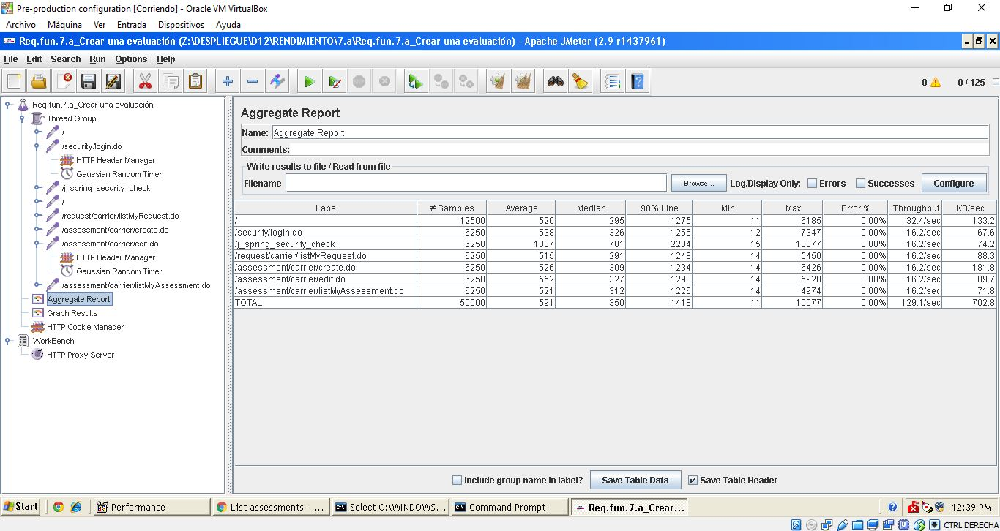 Pre-production configuration [Corriendo] - Oracle VM VirtualBox
Archivo Máquina Ver Entrada Dispositivos Ayuda
Req.fun.7.a_Crear una evaluación (Z:\DESPLIEGUE\D12\RENDIMIENTO\7.a\Req.fun.7.a_Crear una evaluación) - Apache JMeter (2.9 r1437961)
File Edit Search Run Options Help
0 0 / 125
Req.fun.7.a_Crear una evaluación
Thread Group
/
/security/login.do
HTTP Header Manager
Gaussian Random Timer
/j_spring_security_check
/
/request/carrier/listMyRequest.do
/assessment/carrier/create.do
/assessment/carrier/edit.do
HTTP Header Manager
Gaussian Random Timer
/assessment/carrier/listMyAssessment.do
Aggregate Report
Graph Results
HTTP Cookie Manager
WorkBench
HTTP Proxy Server
Aggregate Report
Name: Aggregate Report
Comments:
Write results to file / Read from file
Filename Browse... Log/Display Only: Errors Successes Configure
Label # Samples Average Median 90% Line Min Max Error % Throughput KB/sec
/ 12500 520 295 1275 11 6185 0.00% 32.4/sec 133.2
/security/login.do 6250 538 326 1255 12 7347 0.00% 16.2/sec 67.6
/j_spring_security_check 6250 1037 781 2234 15 10077 0.00% 16.2/sec 74.2
/request/carrier/listMyRequest.do 6250 515 291 1248 14 5450 0.00% 16.2/sec 88.3
/assessment/carrier/create.do 6250 526 309 1234 14 6426 0.00% 16.2/sec 181.8
/assessment/carrier/edit.do 6250 552 327 1293 14 5928 0.00% 16.2/sec 89.7
/assessment/carrier/listMyAssessment.do 6250 521 312 1226 14 4974 0.00% 16.2/sec 71.8
TOTAL 50000 591 350 1418 11 10077 0.00% 129.1/sec 702.8
Include group name in label? Save Table Data Save Table Header
Start Performance List assessments - ... Select C:\WINDOWS... Command Prompt Req.fun.7.a_Crear... 12:39 PM
CTRL DERECHA